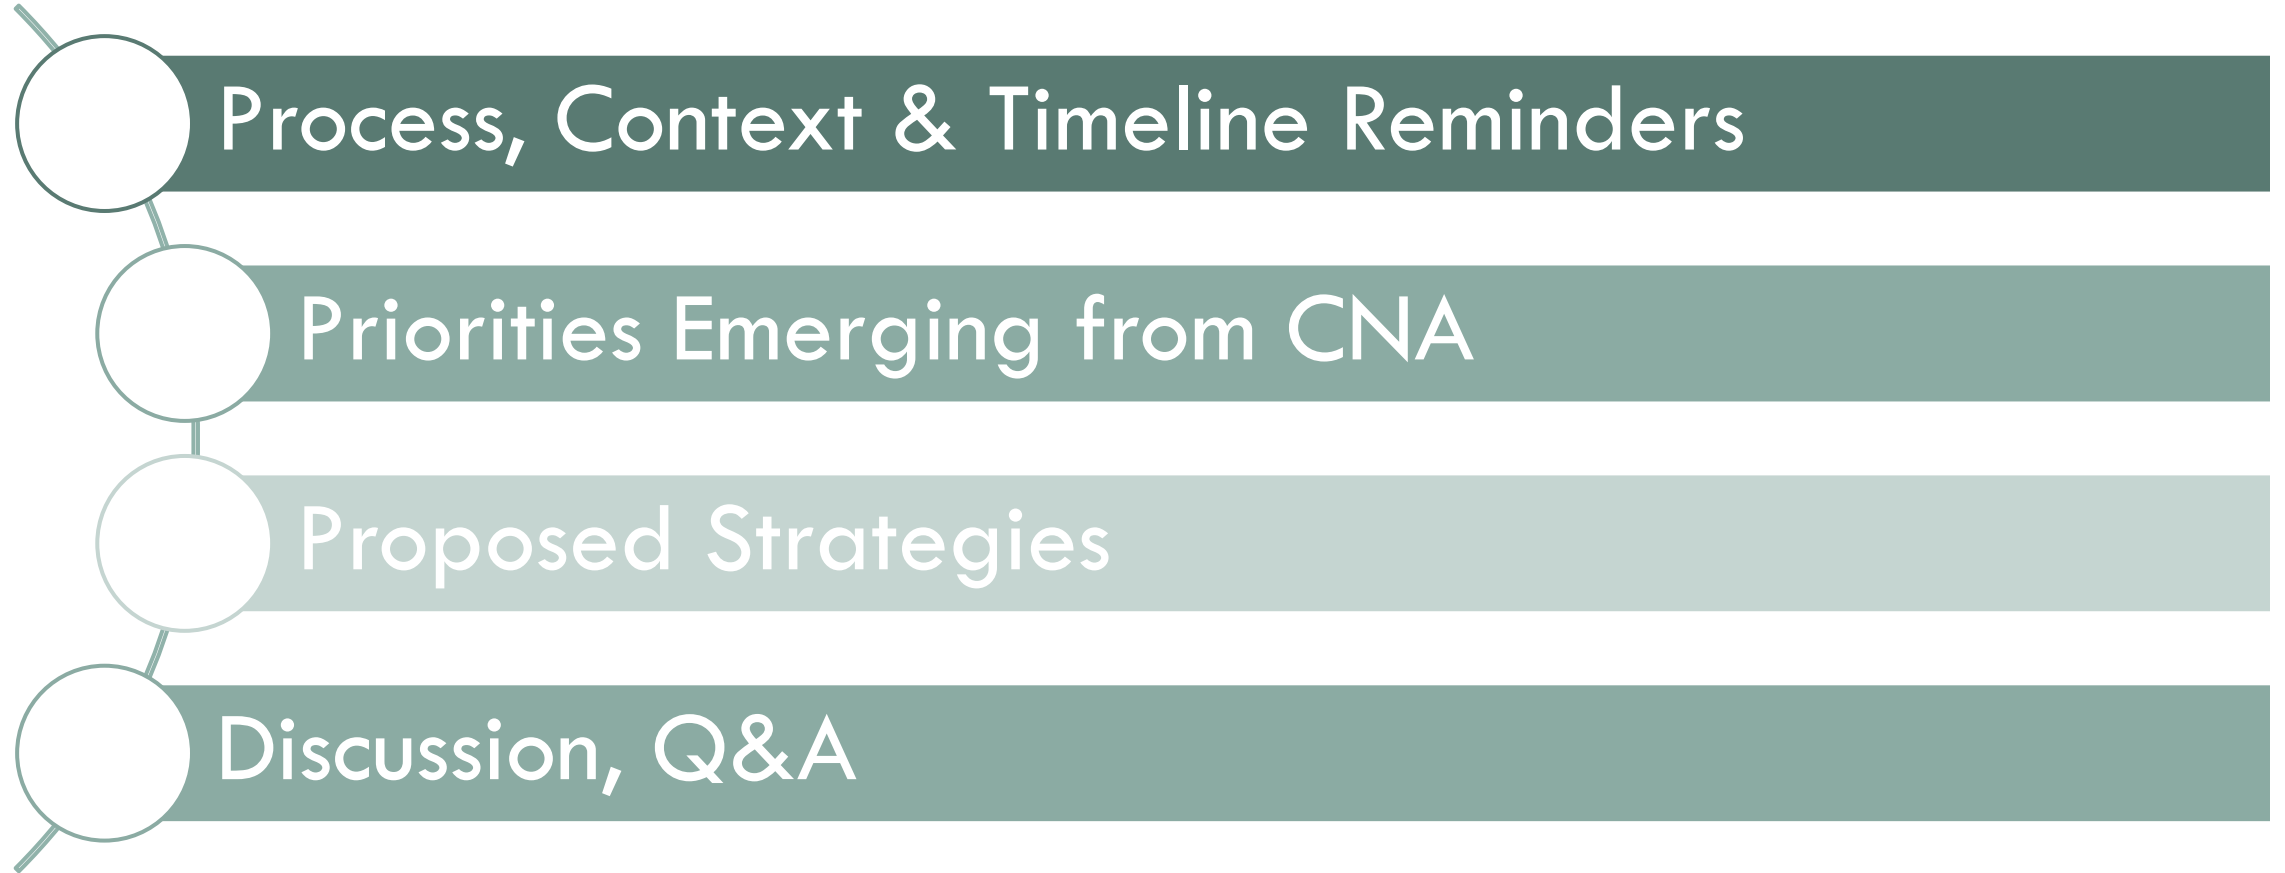 Process, Context & Timeline Reminders
Priorities Emerging from CNA
Proposed Strategies
Discussion, Q&A